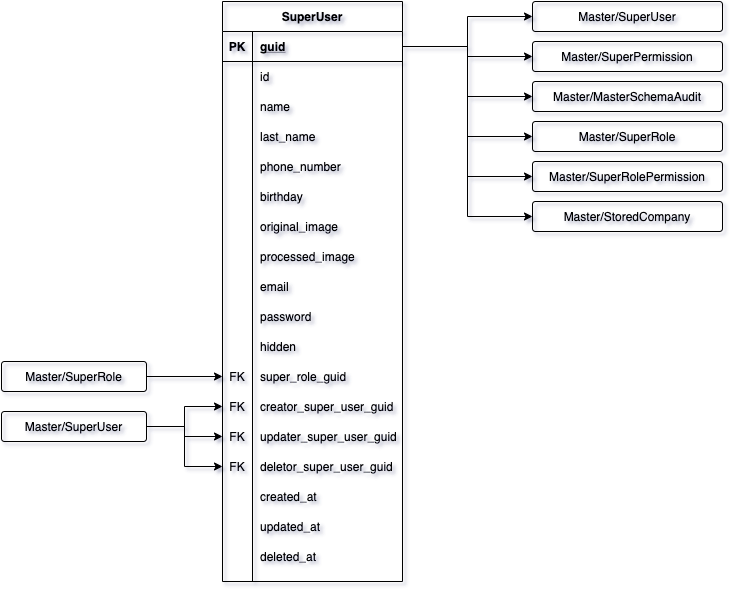 SuperUser
PK guid
id
name
last_name
phone_number
birthday
original_image
processed_image
email
password
hidden
FK super_role_guid
FK creator_super_user_guid
FK updater_super_user_guid
FK deletor_super_user_guid
created_at
updated_at
deleted_at
Master/SuperRole
Master/SuperUser
Master/SuperUser
Master/SuperPermission
Master/MasterSchemaAudit
Master/SuperRole
Master/SuperRolePermission
Master/StoredCompany